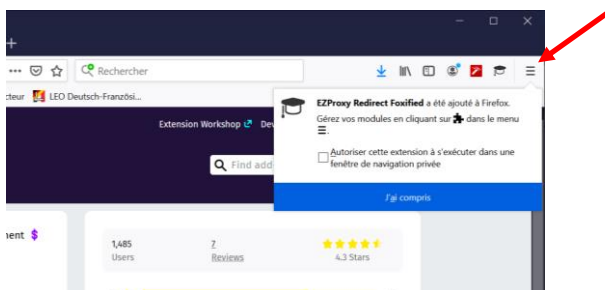 Rechercher
cteur LEO Deutsch-Französi...
EZProxy Redirect Foxified a été ajouté à Firefox.
Gérez vos modules en cliquant sur dans le menu
.
Autoriser cette extension à s'exécuter dans une
fenêtre de navigation privée
J'ai compris
Extension Workshop Dev
Find add
nent $
1,485
Users
7
Reviews
4.3 Stars